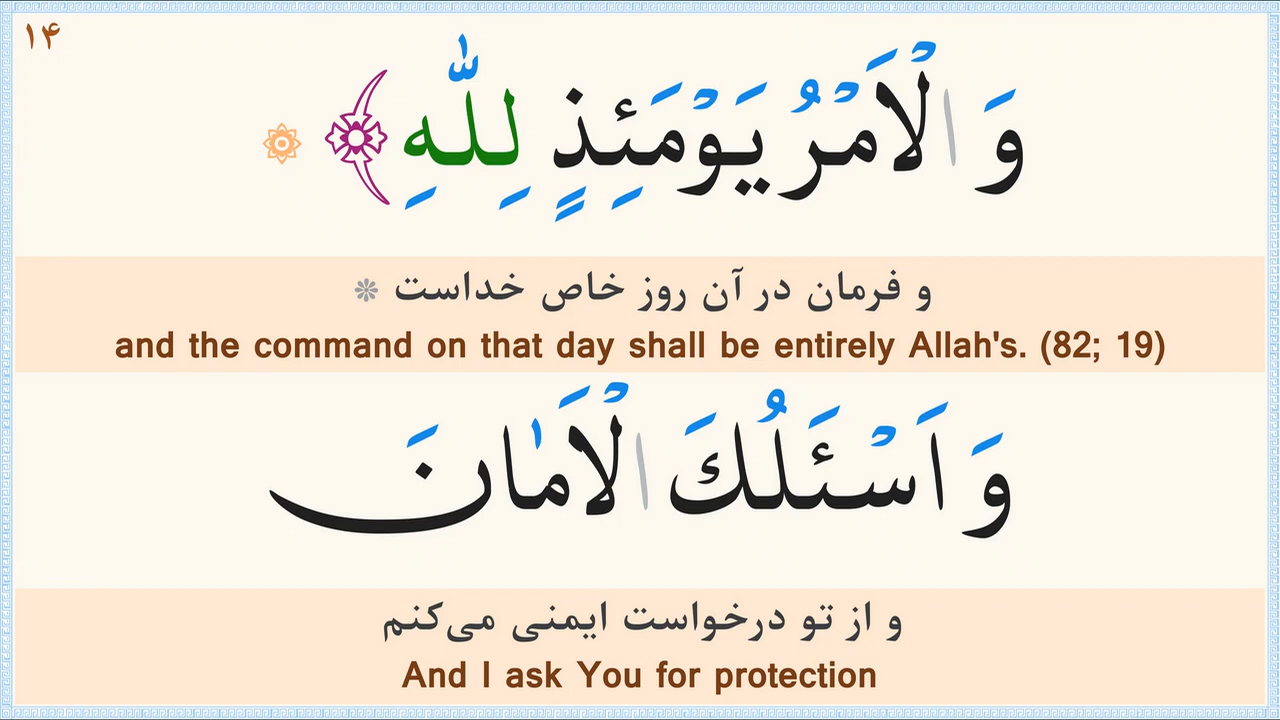 ۱۴
وَ الْاَمْرُ يَوْمَئِذٍ لِلّٰهِ
و فرمان در آن روز خاص خداست
and the command on that day shall be entirely Allah's. (82; 19)
وَ اَسْئَلُكَ الْاَمٰانَ
و از تو درخواست ایمنی می‌کنم
And I ask You for protection